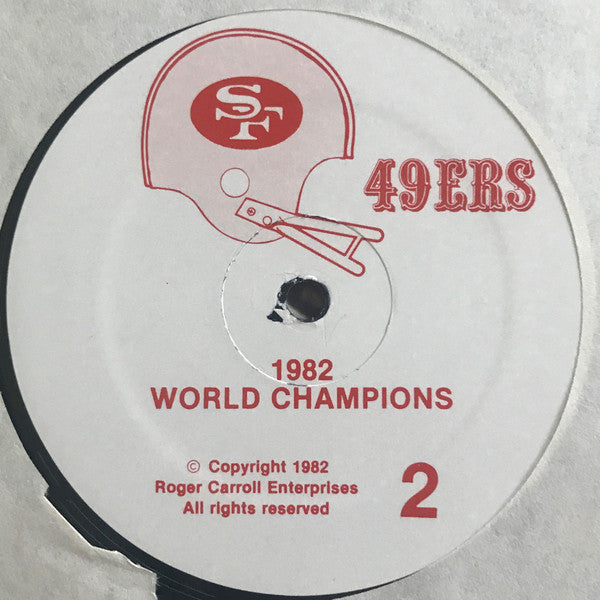 SF
49ERS
1982
WORLD CHAMPIONS
© Copyright 1982
Roger Carroll Enterprises
All rights reserved
2